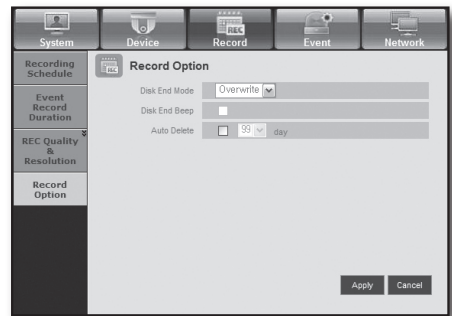 REC
System Device Record Event Network
Recording
Schedule
Event
Record
Duration
REC Quality
&
Resolution
Record
Option
REC
Record Option
Disk End Mode Overwrite
Disk End Beep
Auto Delete 99 day
Apply Cancel